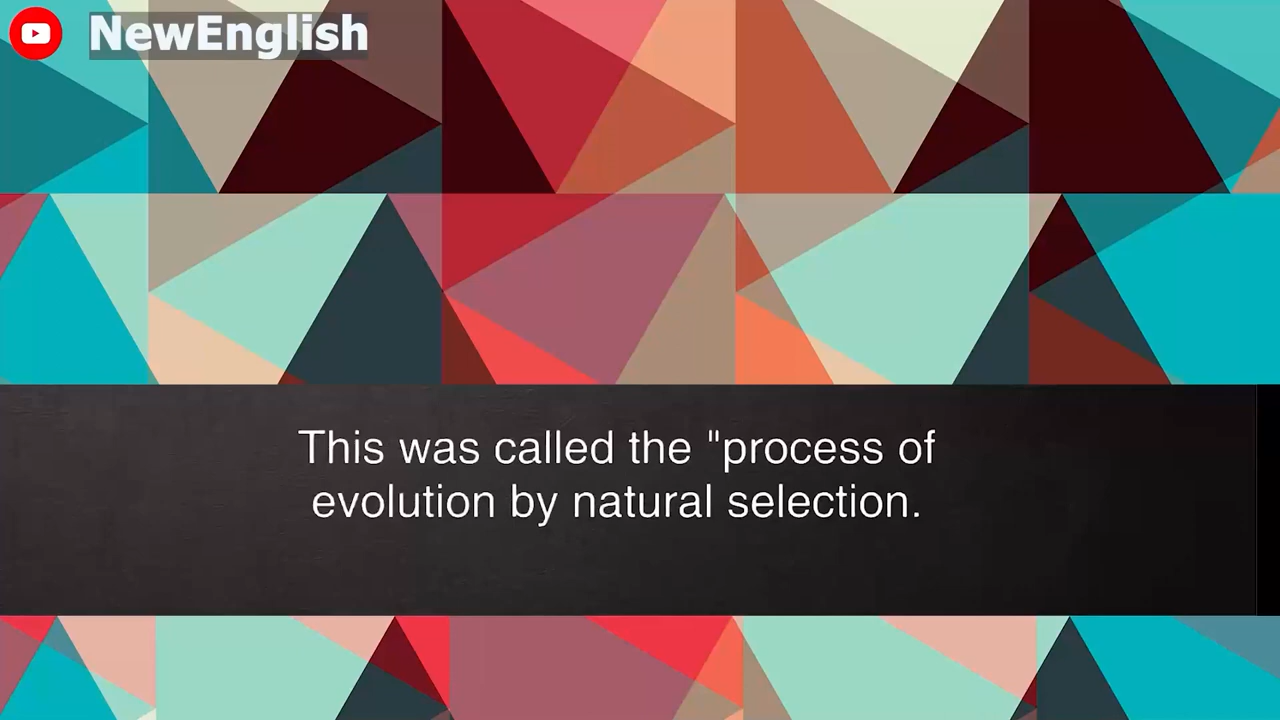 NewEnglish
This was called the "process of
evolution by natural selection.